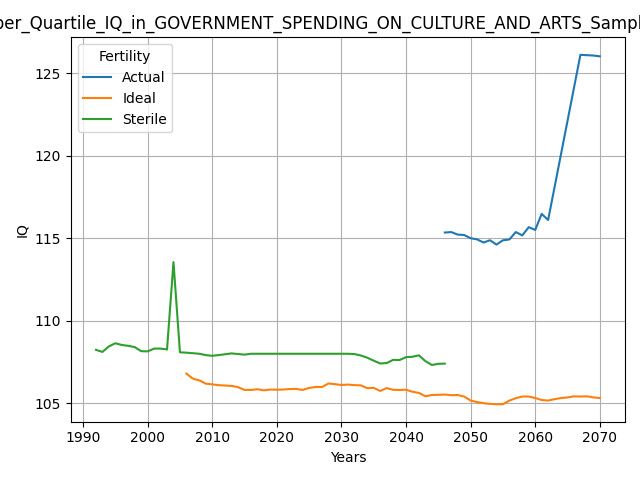 per_Quartile_IQ_in_GOVERNMENT_SPENDING_ON_CULTURE_AND_ARTS_Sampl
Fertility
Actual
Ideal
Sterile
IQ
125
120
115
110
105
1990 2000 2010 2020 2030 2040 2050 2060 2070
Years